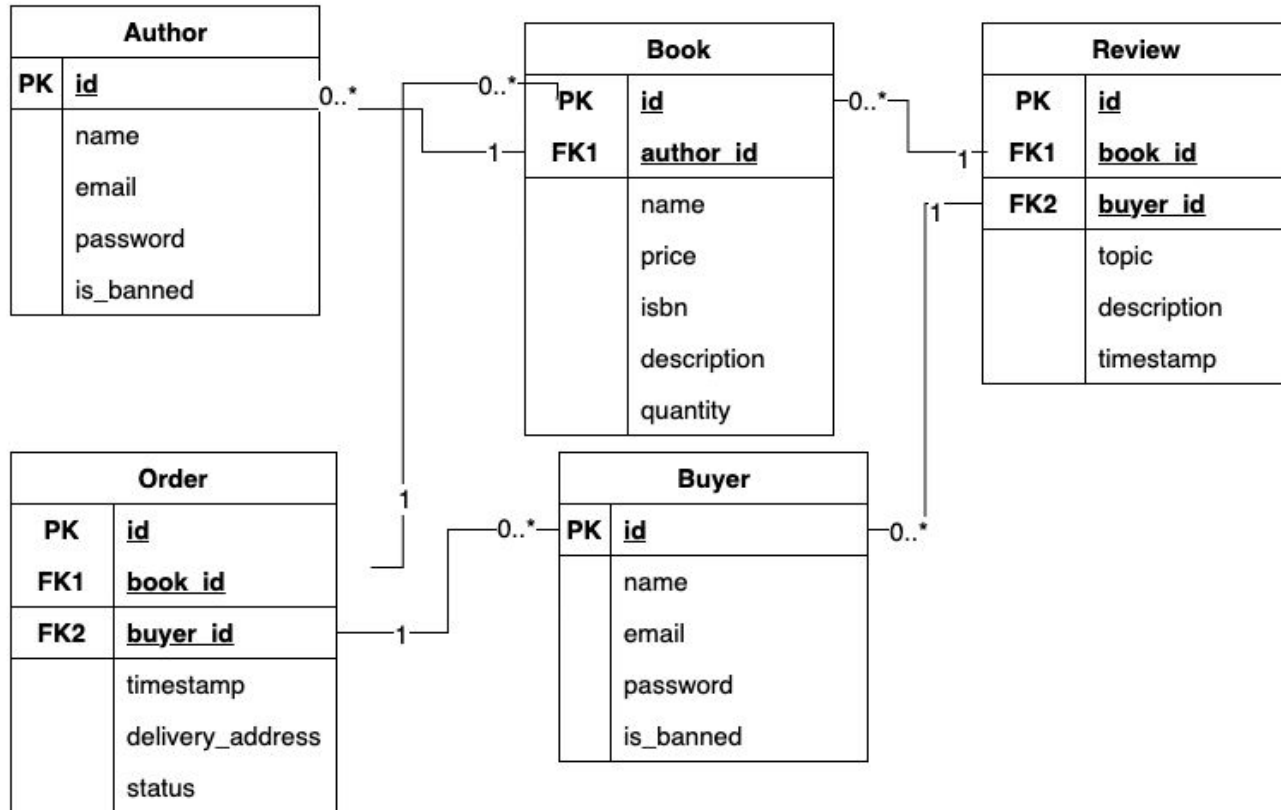 Author
PK id
name
email
password
is_banned
0..*
1
Book
0..*
PK id
FK1 author_id
name
price
isbn
description
quantity
0..*
1
Review
PK id
FK1 book_id
FK2 buyer_id
topic
description
timestamp
1
Order
PK id
FK1 book_id
FK2 buyer_id
timestamp
delivery_address
status
1
1
0..*
Buyer
PK id
name
email
password
is_banned
0..*